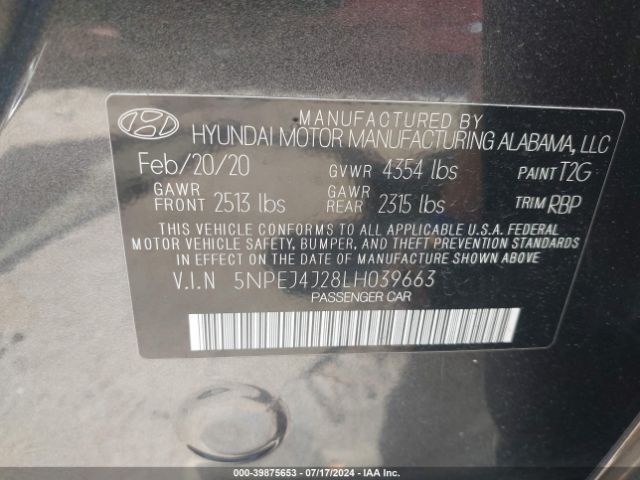 MANUFACTURED BY
HYUNDAI MOTOR MANUFACTURING ALABAMA, LLC
Feb/20/20 GVWR 4354 lbs PAINT T2G
GAWR FRONT 2513 lbs GAWR REAR 2315 lbs TRIM RBP
THIS VEHICLE CONFORMS TO ALL APPLICABLE U.S.A. FEDERAL
MOTOR VEHICLE SAFETY, BUMPER, AND THEFT PREVENTION STANDARDS
IN EFFECT ON THE DATE OF MANUFACTURE SHOWN ABOVE.
V.I.N 5NPEJ4J28LH039663
PASSENGER CAR
000-39875653 - 07/17/2024 - IAA Inc.